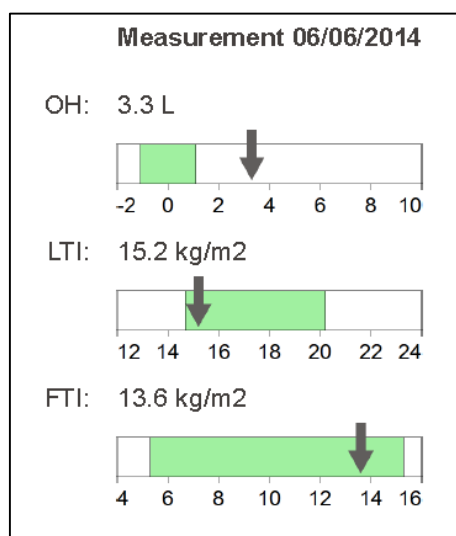 Measurement 06/06/2014
OH: 3.3 L
-2 0 2 4 6 8 10
LTI: 15.2 kg/m2
12 14 16 18 20 22 24
FTI: 13.6 kg/m2
4 6 8 10 12 14 16